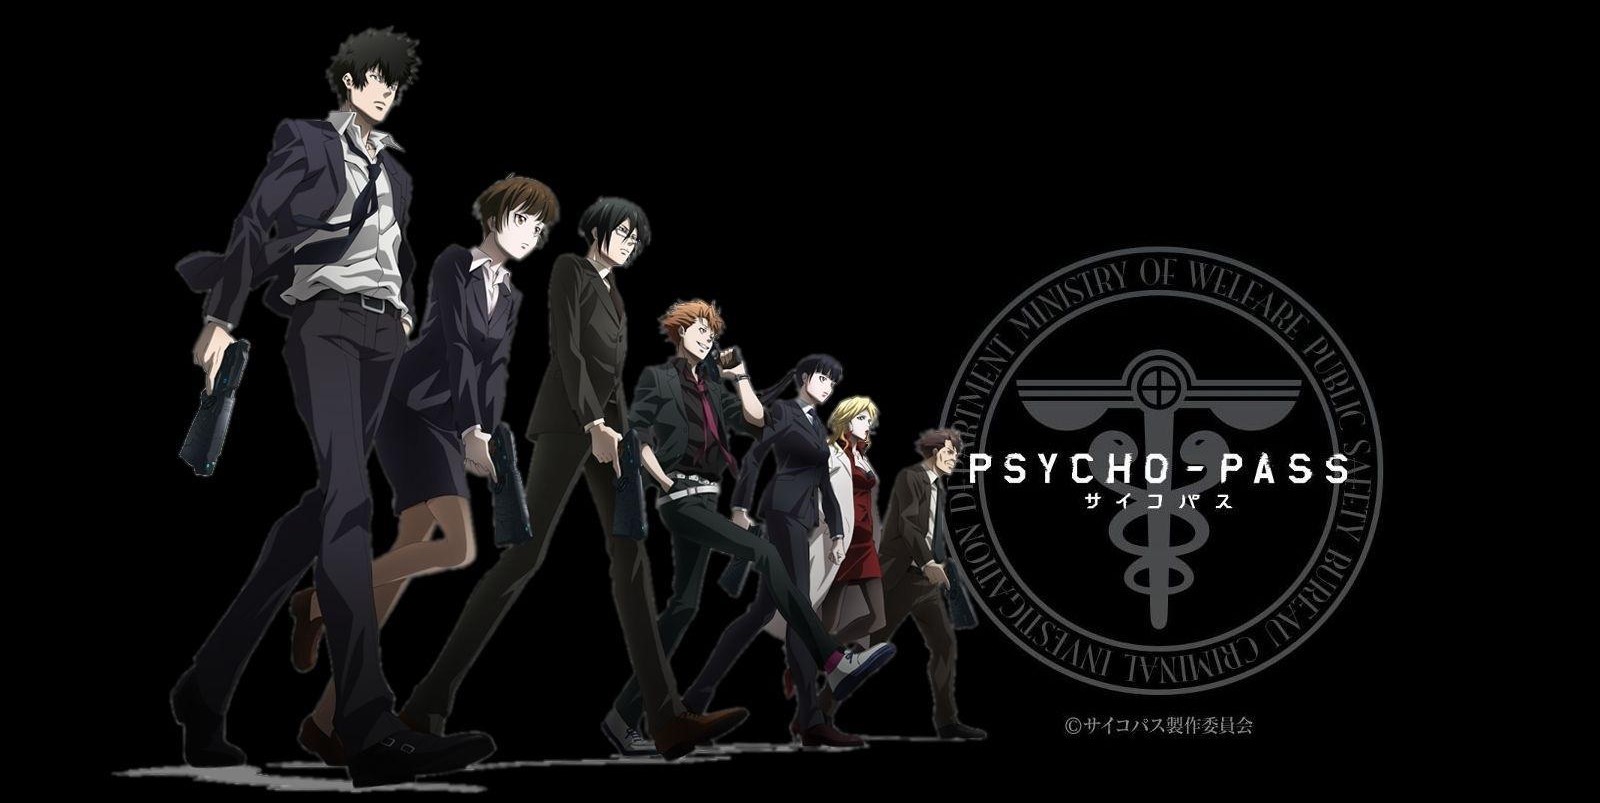 MINISTRY OF WELFARE PUBLIC SAFETY BUREAU CRIMINAL INVESTIGATION DEPARTMENT
PSYCHO-PASS
サイコパス
©サイコパス製作委員会